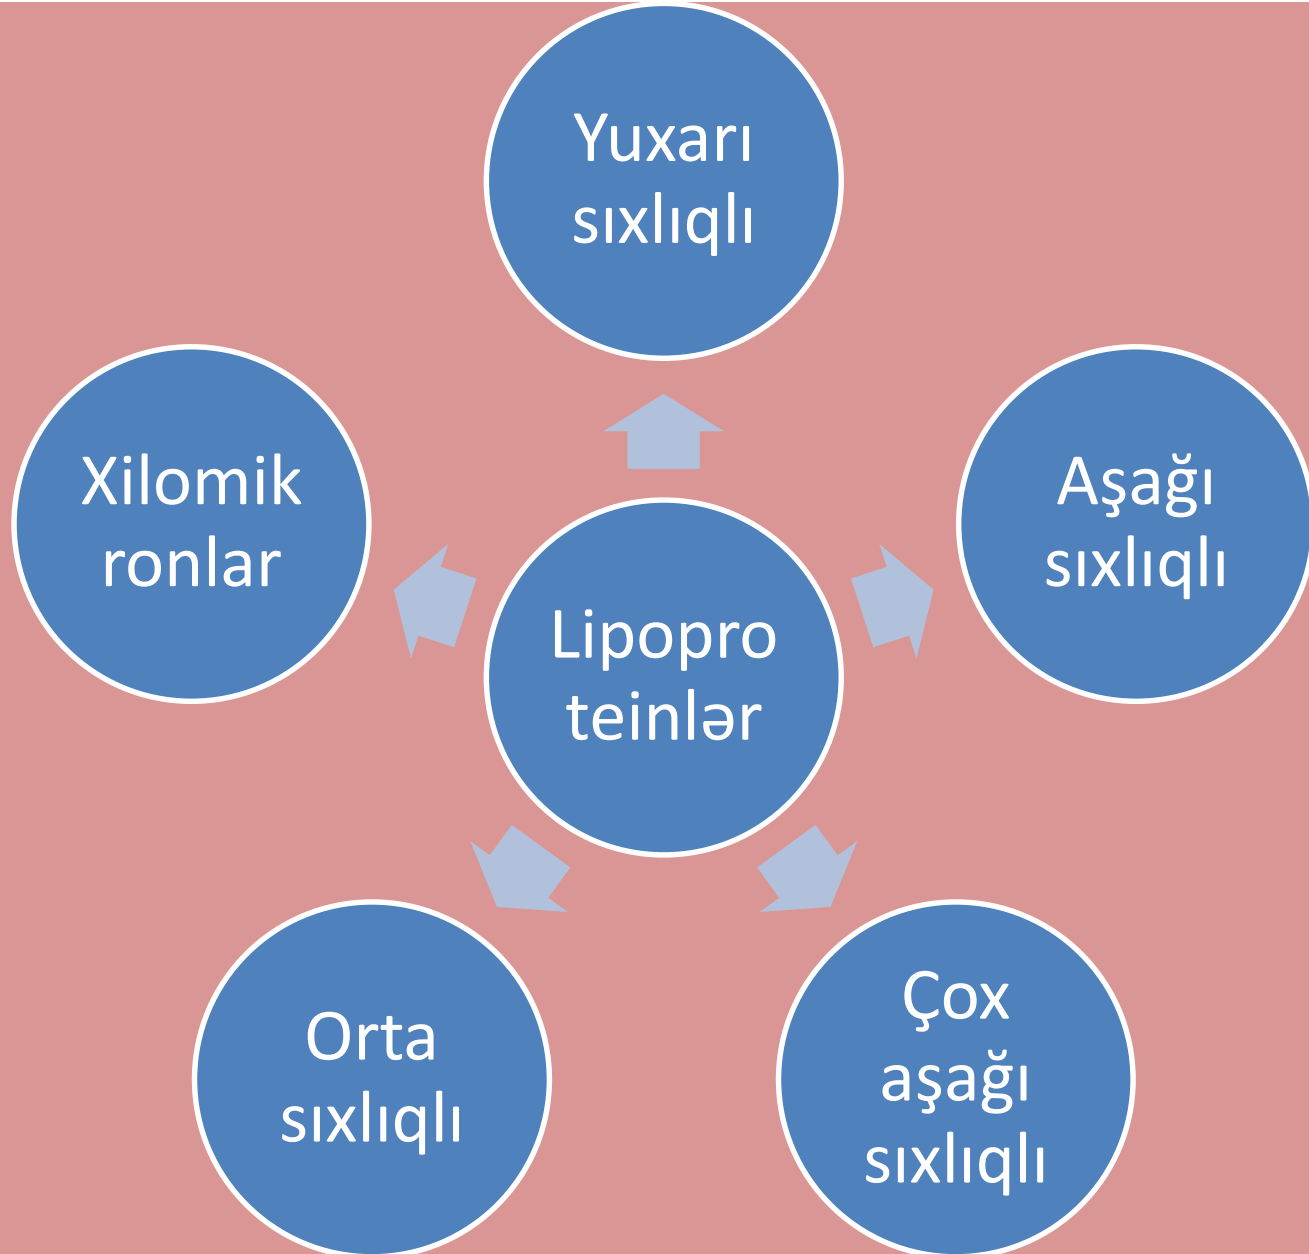 Yuxarı
sıxlıqlı
Xilomik
ronlar
Aşağı
sıxlıqlı
Lipopro
teinlər
Orta
sıxlıqlı
Çox
aşağı
sıxlıqlı